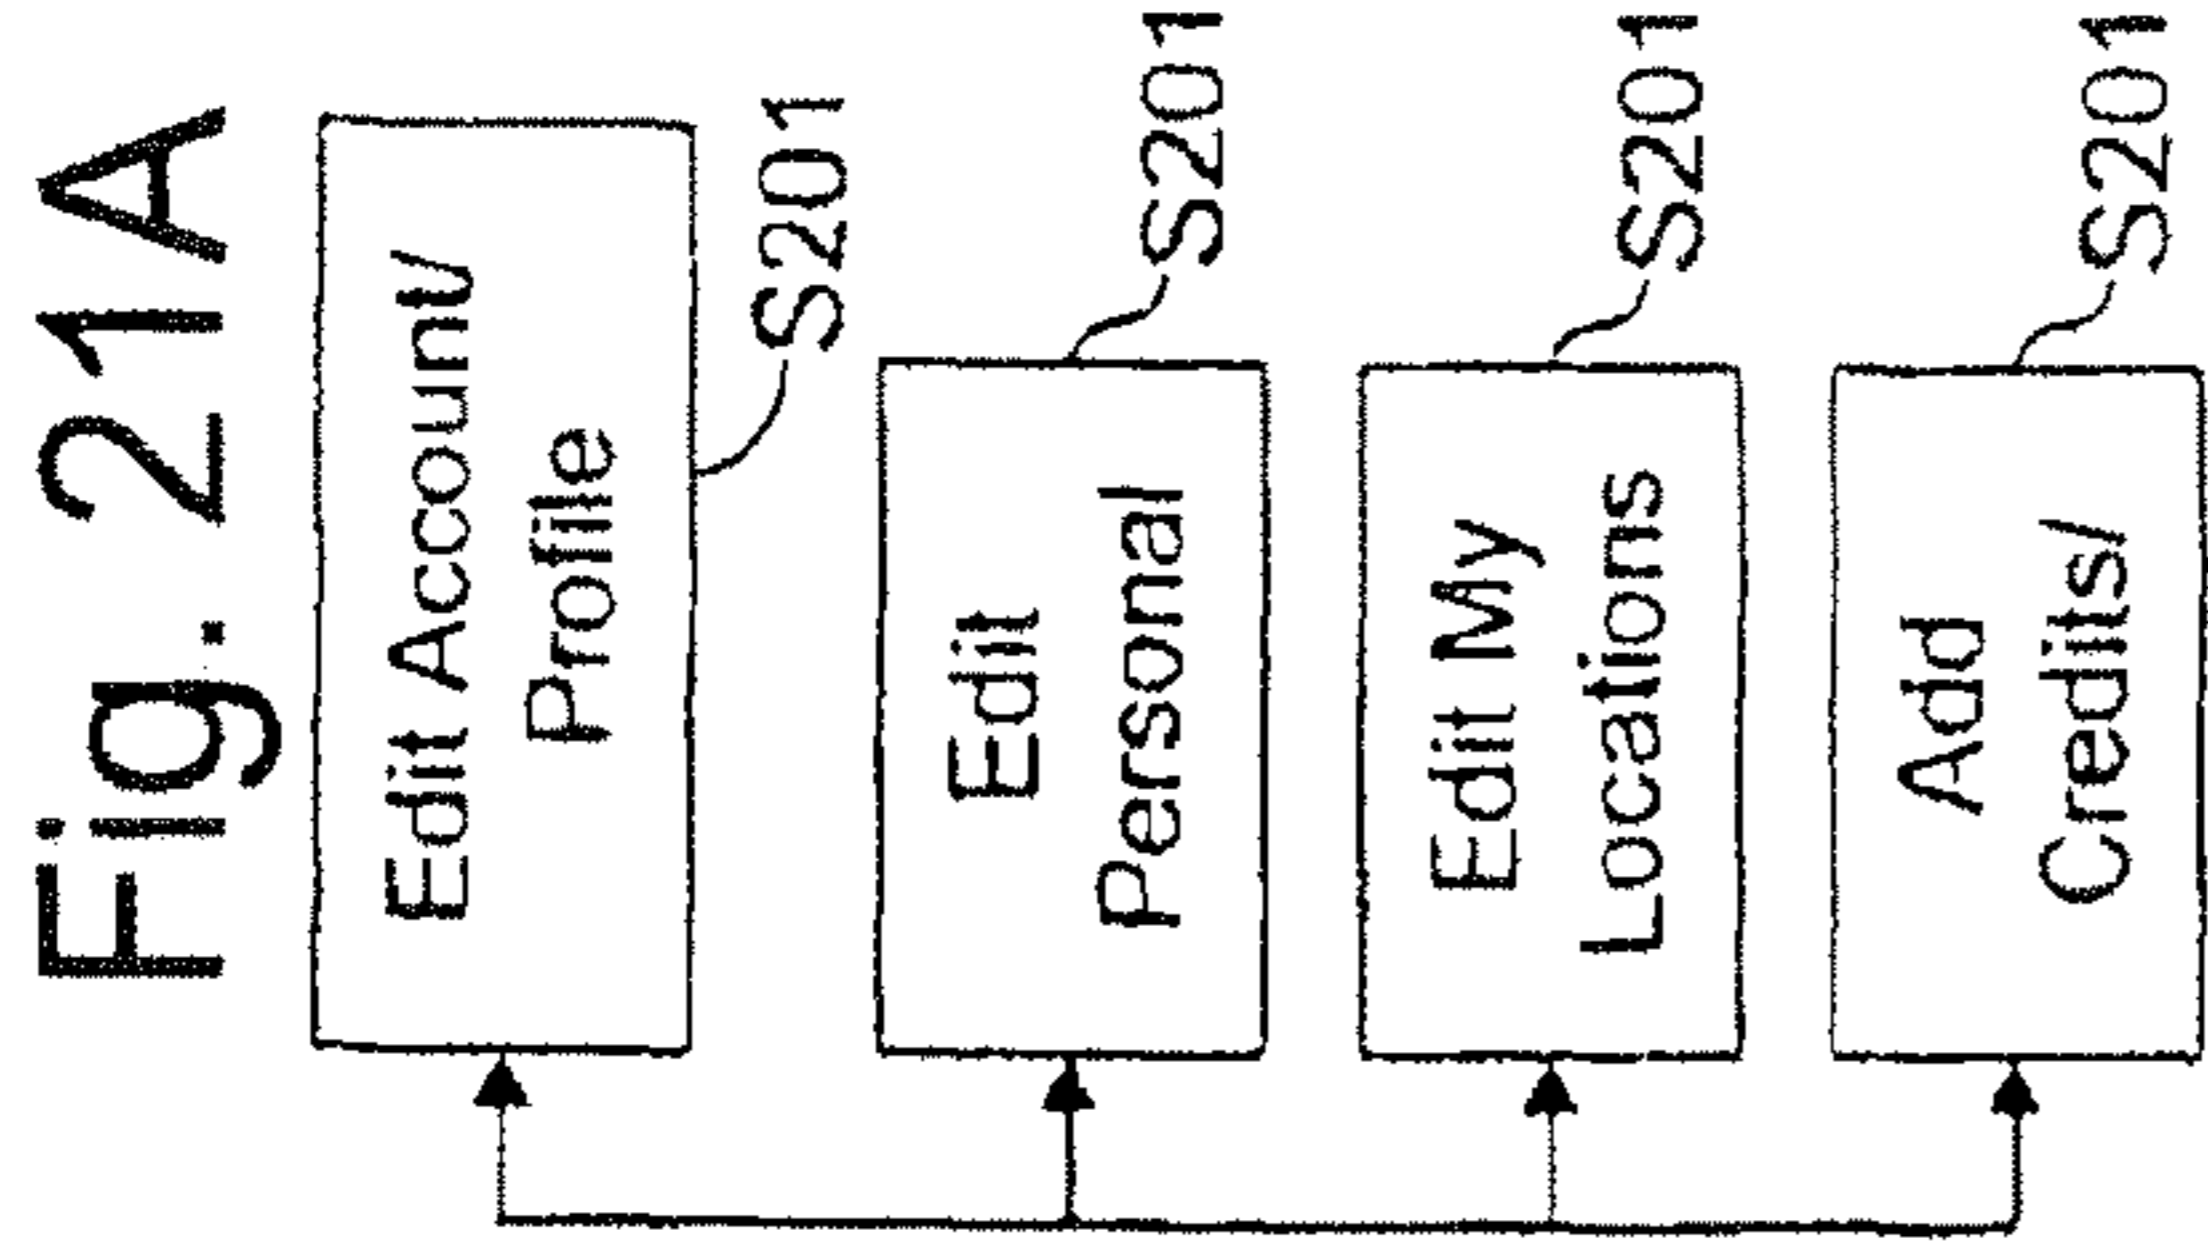 Fig. 21A
Edit Account/
Profile
S201
Edit
Personal
S201
Edit My
Locations
S201
Add
Credits/
S201